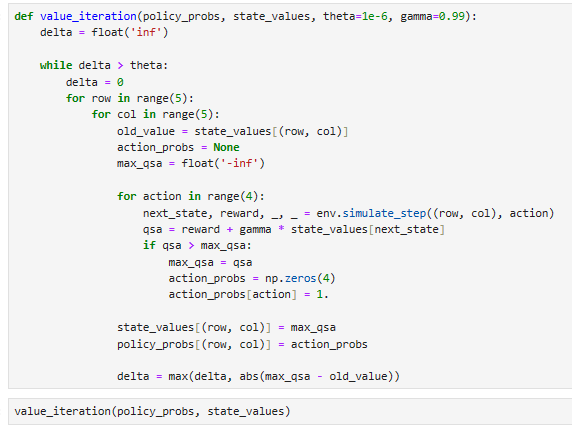 def value_iteration(policy_probs, state_values, theta=1e-6, gamma=0.99):
    delta = float('inf')

    while delta > theta:
        delta = 0
        for row in range(5):
            for col in range(5):
                old_value = state_values[(row, col)]
                action_probs = None
                max_qsa = float('-inf')

                for action in range(4):
                    next_state, reward, _, _ = env.simulate_step((row, col), action)
                    qsa = reward + gamma * state_values[next_state]
                    if qsa > max_qsa:
                        max_qsa = qsa
                        action_probs = np.zeros(4)
                        action_probs[action] = 1.

                state_values[(row, col)] = max_qsa
                policy_probs[(row, col)] = action_probs

                delta = max(delta, abs(max_qsa - old_value))

value_iteration(policy_probs, state_values)